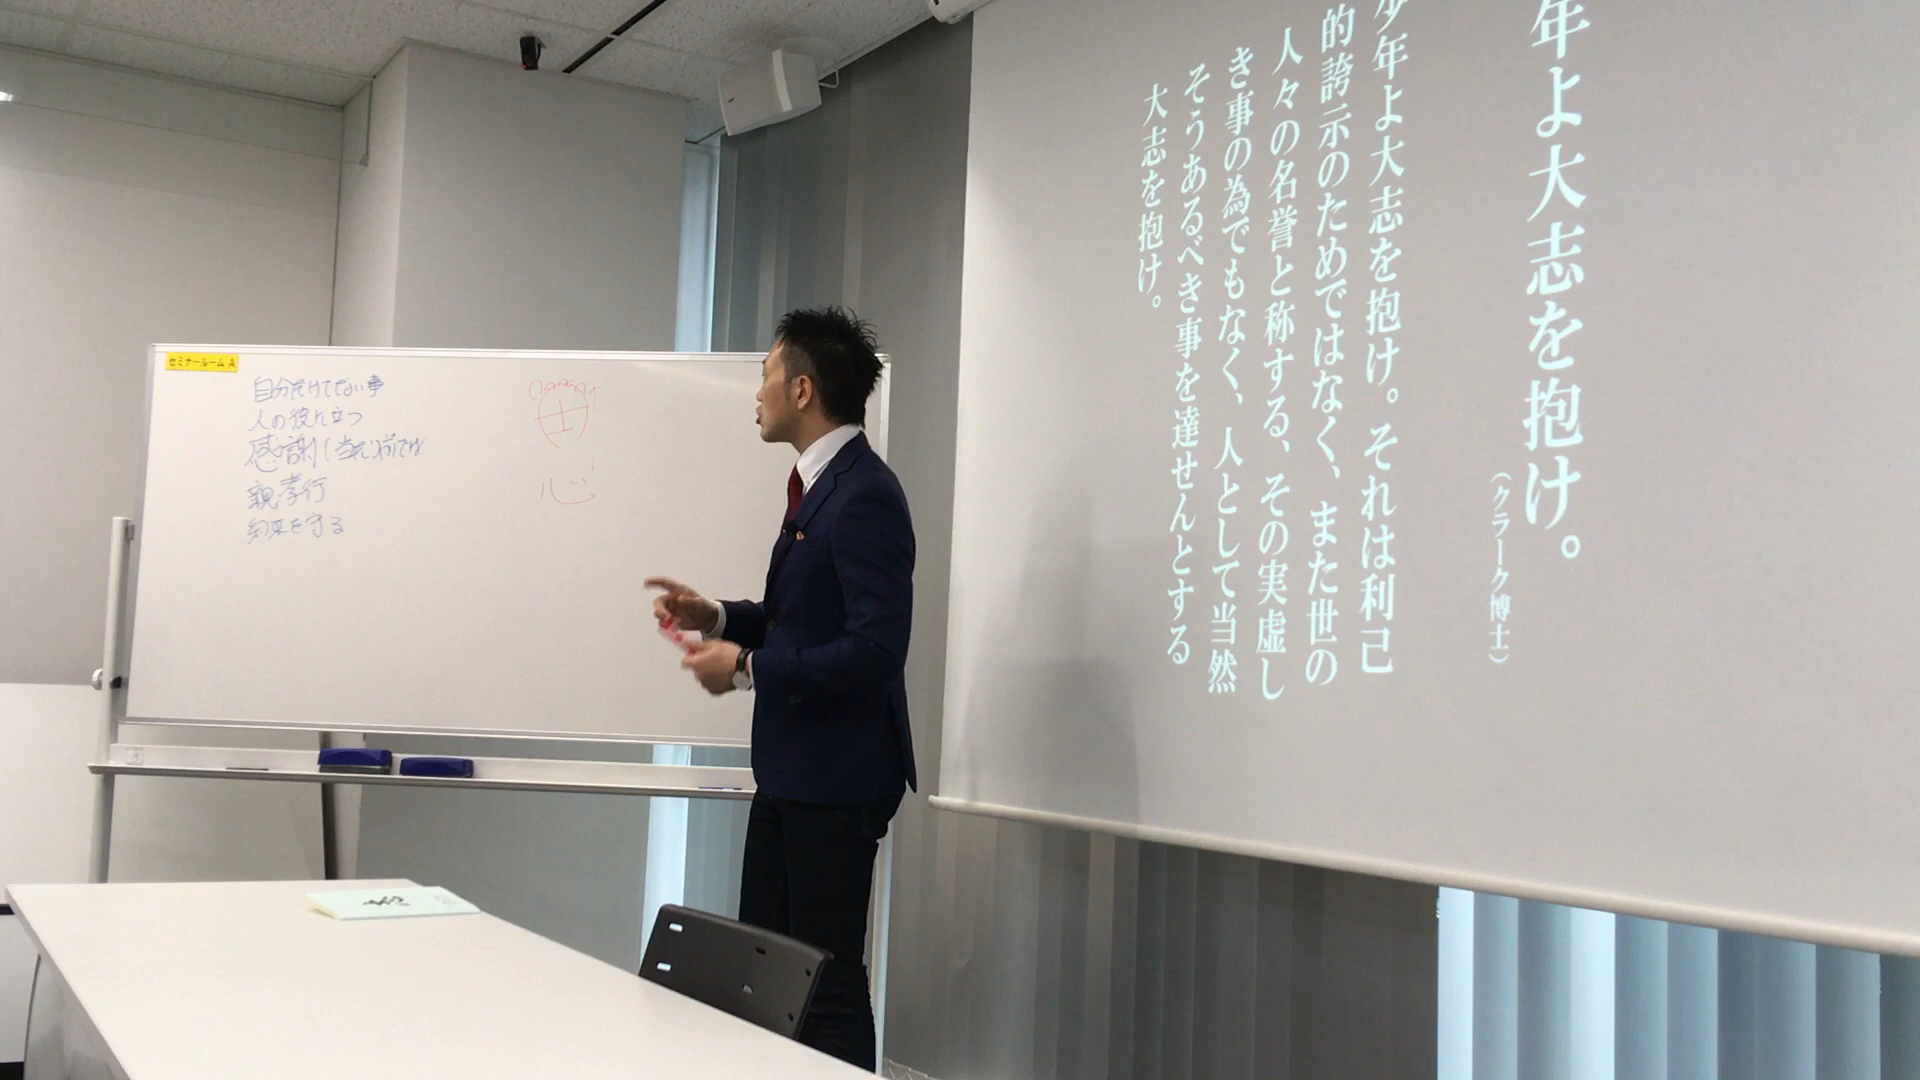 年よ大志を抱け。
（クラーク博士）
少年よ大志を抱け。それは利己
的誇示のためではなく、また世の
人々の名誉と称する、その実虚し
き事の為でもなく、人として当然
そうあるべき事を達せんとする
大志を抱け。
セミナールーム A
自分だけでない事
人の役に立つ
感謝(当たり前では
親孝行
約束を守る
士
心
志